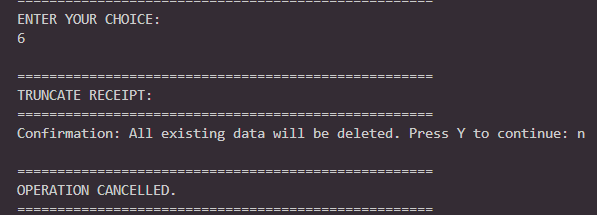 ====================================================
ENTER YOUR CHOICE:
6
====================================================
TRUNCATE RECEIPT:
====================================================
Confirmation: All existing data will be deleted. Press Y to continue: n
====================================================
OPERATION CANCELLED.
====================================================